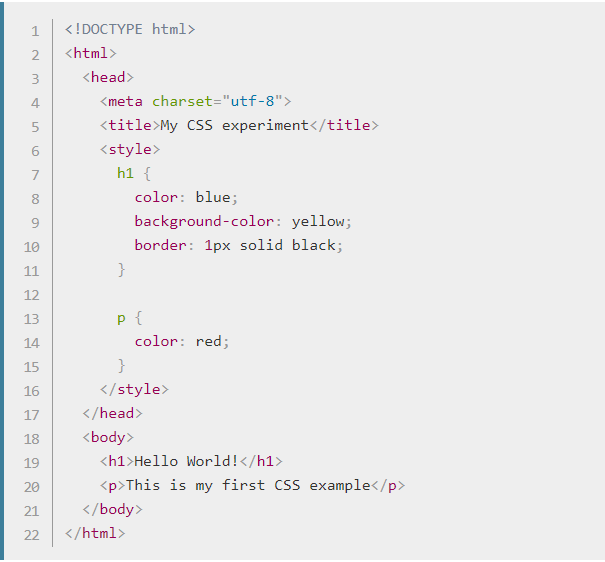 1 <!DOCTYPE html>
2 <html>
3   <head>
4     <meta charset="utf-8">
5     <title>My CSS experiment</title>
6     <style>
7       h1 {
8         color: blue;
9         background-color: yellow;
10         border: 1px solid black;
11       }
12
13       p {
14         color: red;
15       }
16     </style>
17   </head>
18   <body>
19     <h1>Hello World!</h1>
20     <p>This is my first CSS example</p>
21   </body>
22 </html>